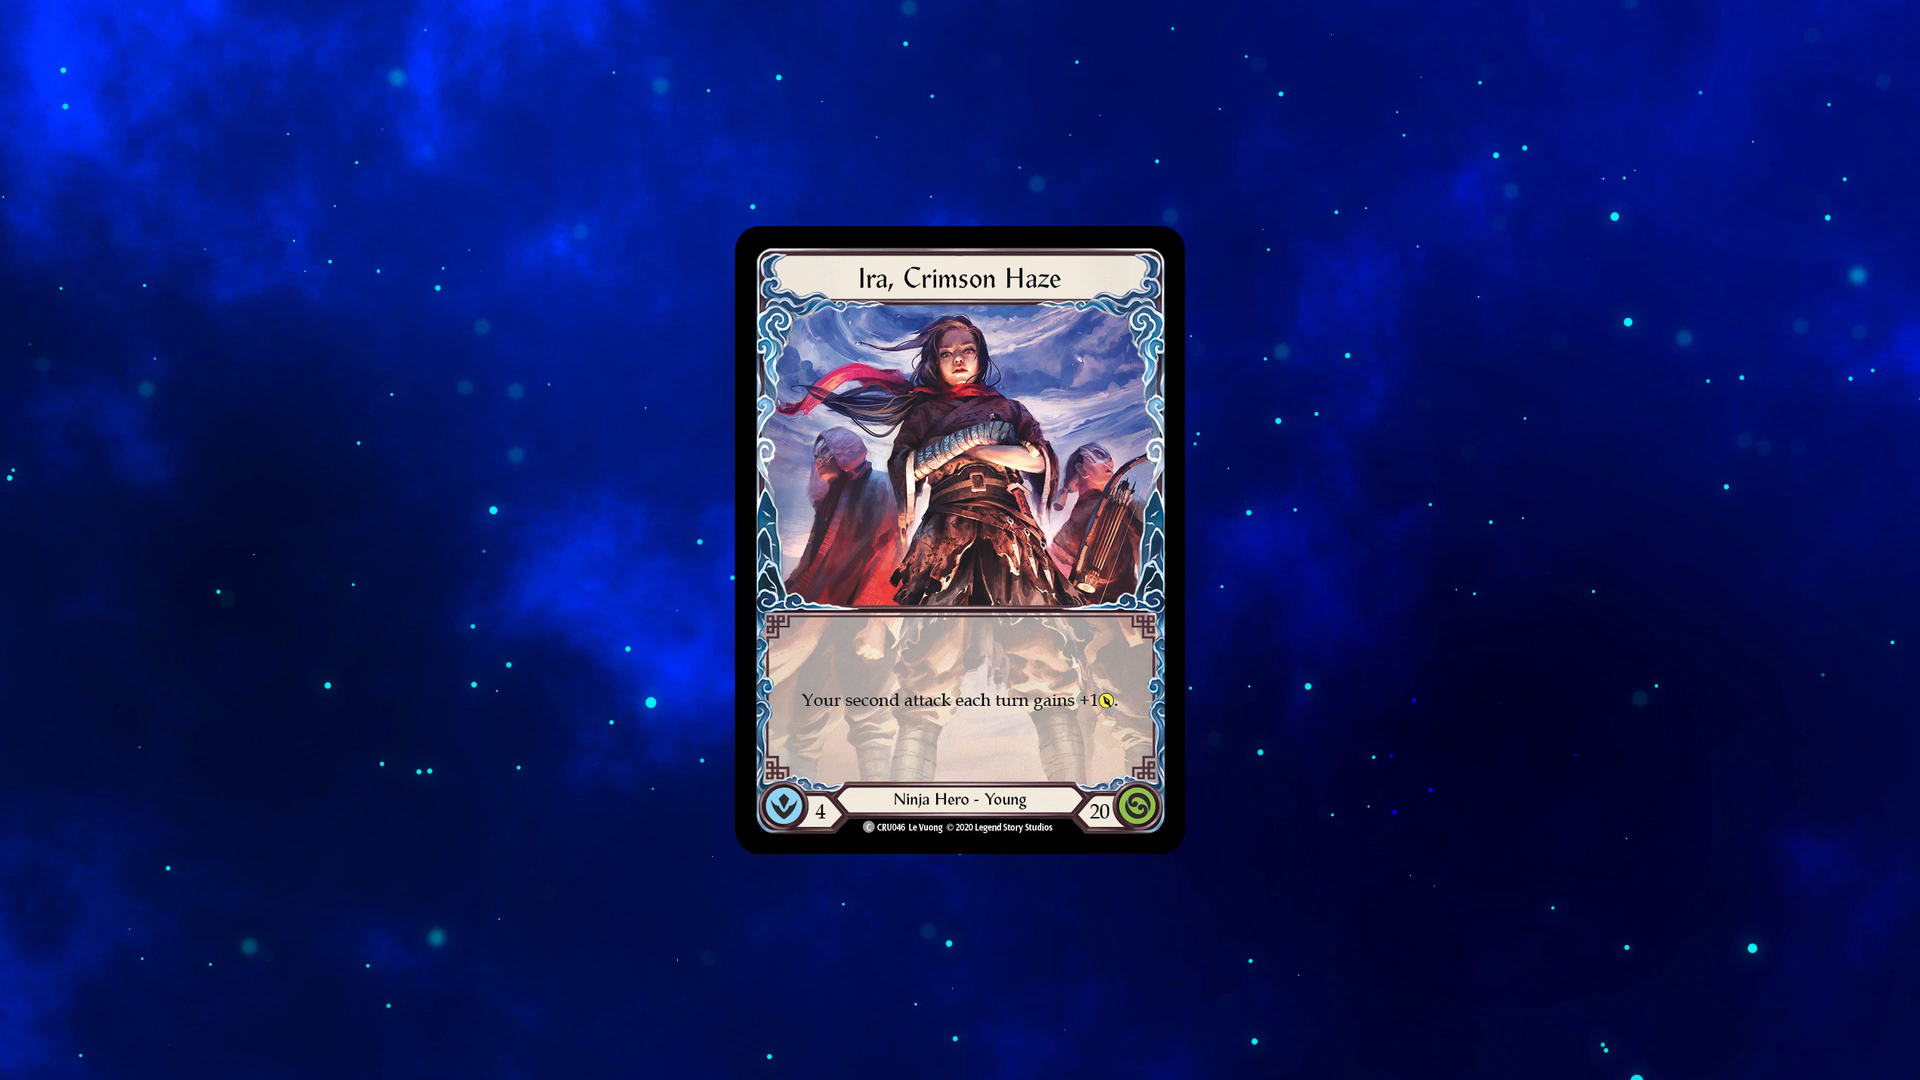 Ira, Crimson Haze
Your second attack each turn gains +1.
4
Ninja Hero - Young
20
C CRU046 Le Vuong © 2020 Legend Story Studios